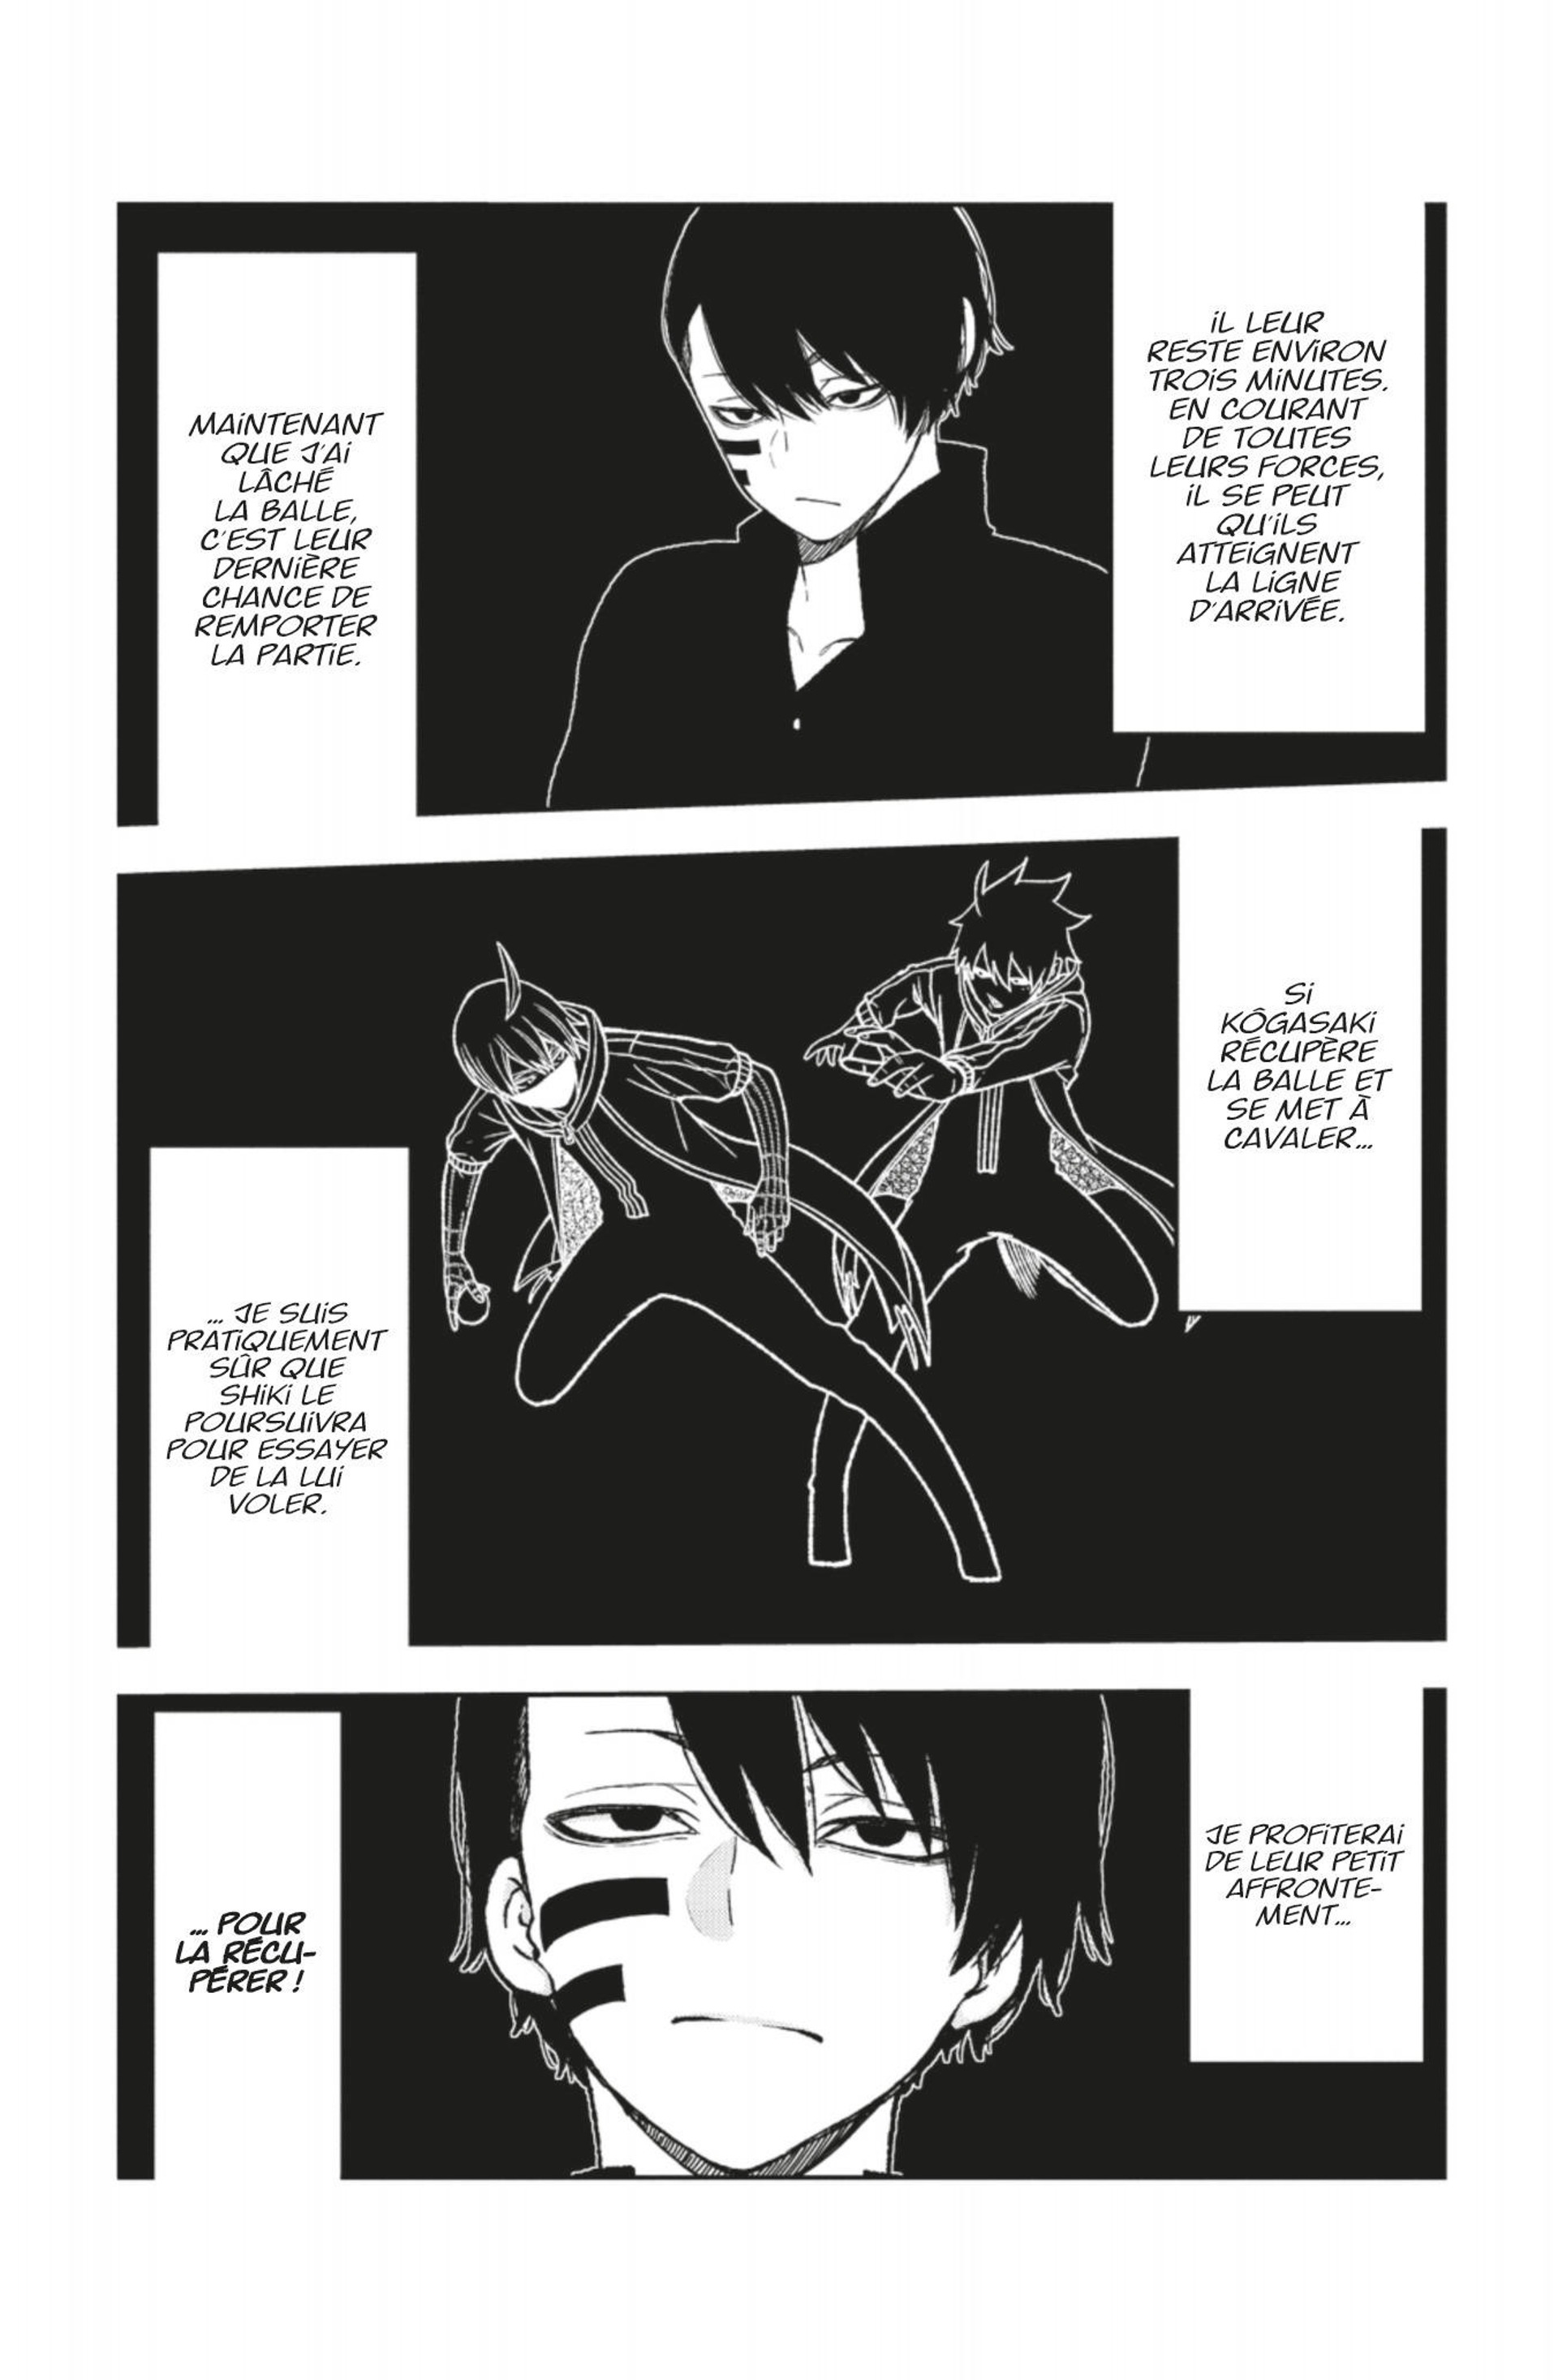 iL LEUR
RESTE ENViRON
TROiS MiNUTES.
EN COURANT
DE TOUTES
LEURS FORCES,
iL SE PEUT
QU'iLS
ATTEiGNENT
LA LiGNE
D'ARRiVÉE.
MAiNTENANT
QUE J'Ai
LÂCHÉ
LA BALLE,
C'EST LEUR
DERNiÈRE
CHANCE DE
REMPORTER
LA PARTiE.
Si
KÔGASAKi
RÉCUPÈRE
LA BALLE ET
SE MET À
CAVALER...
... JE SUiS
PRATiQUEMENT
SÛR QUE
SHiKi LE
POURSUiVRA
POUR ESSAYER
DE LA LUi
VOLER.
JE PROFiTERAi
DE LEUR PETiT
AFFRONTE-
MENT...
... POUR
LA RÉCU-
PÉRER !